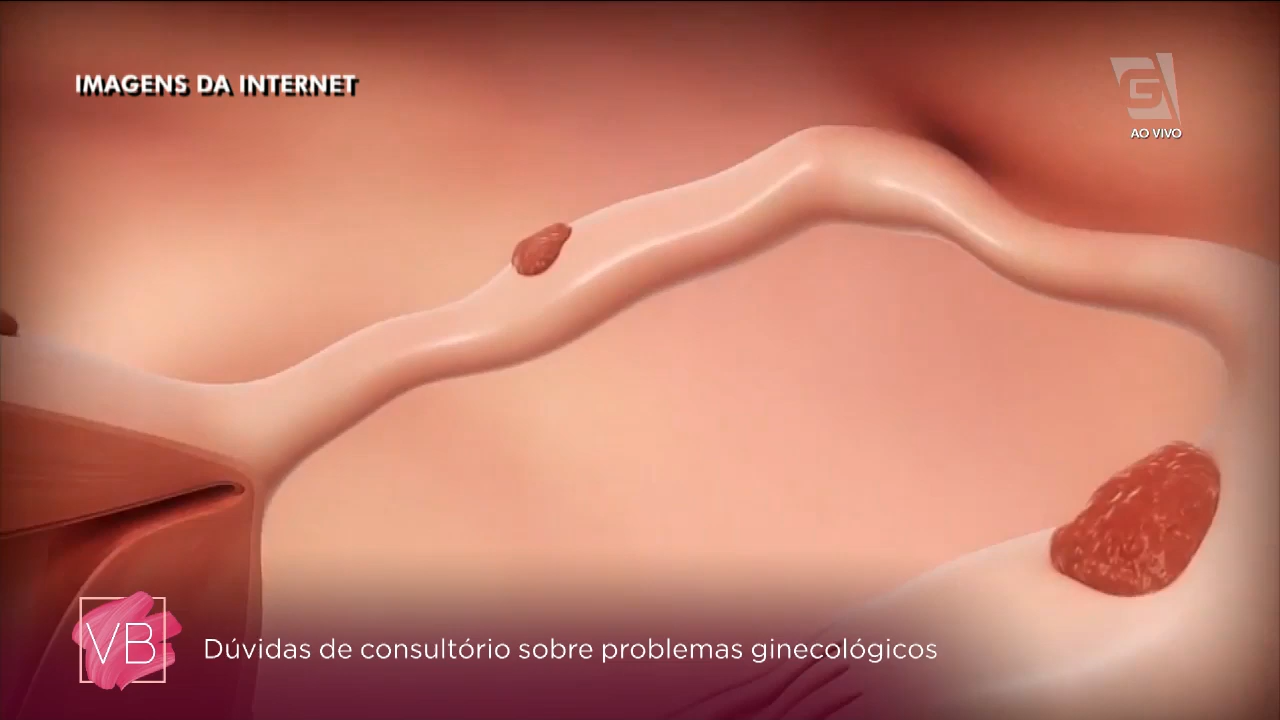 IMAGENS DA INTERNET
G
AO VIVO
VB
Dúvidas de consultório sobre problemas ginecológicos